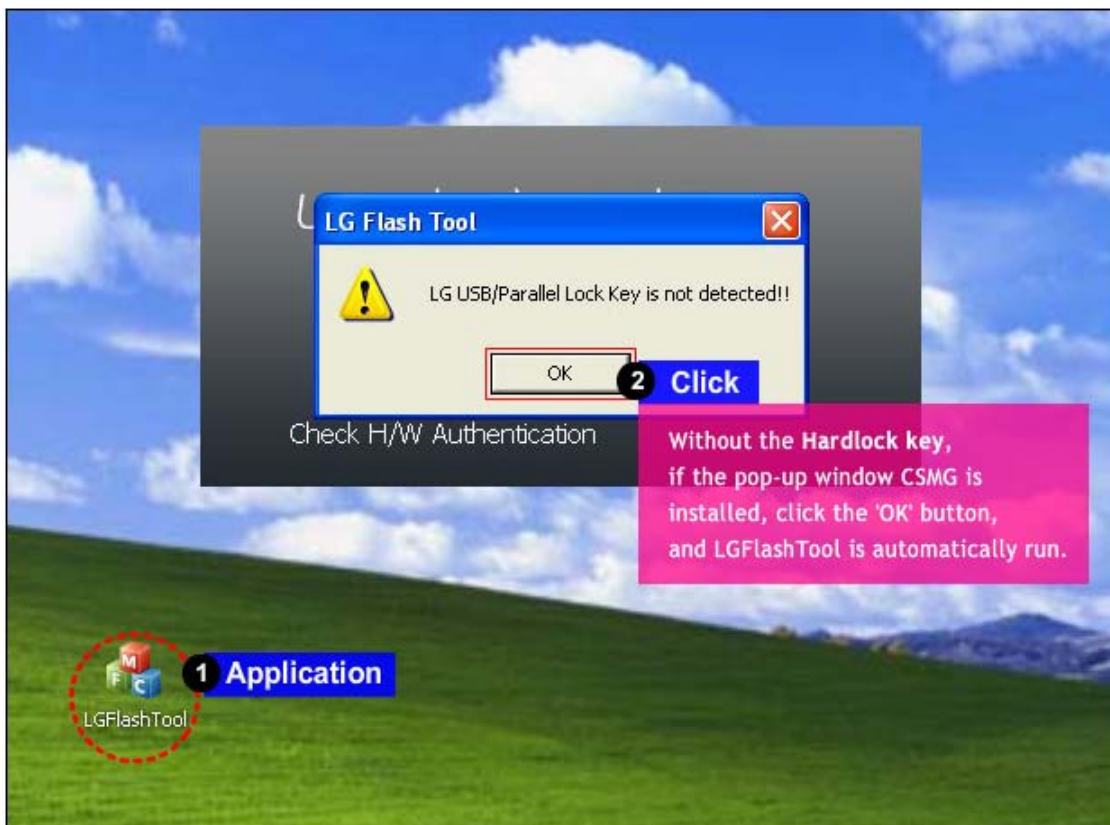 LG Flash Tool
LG USB/Parallel Lock Key is not detected!!
OK
2 Click
Check H/W Authentication
Without the Hardlock key,
if the pop-up window CSMG is
installed, click the 'OK' button,
and LGFlashTool is automatically run.
M
F C
1 Application
LGFlashTool